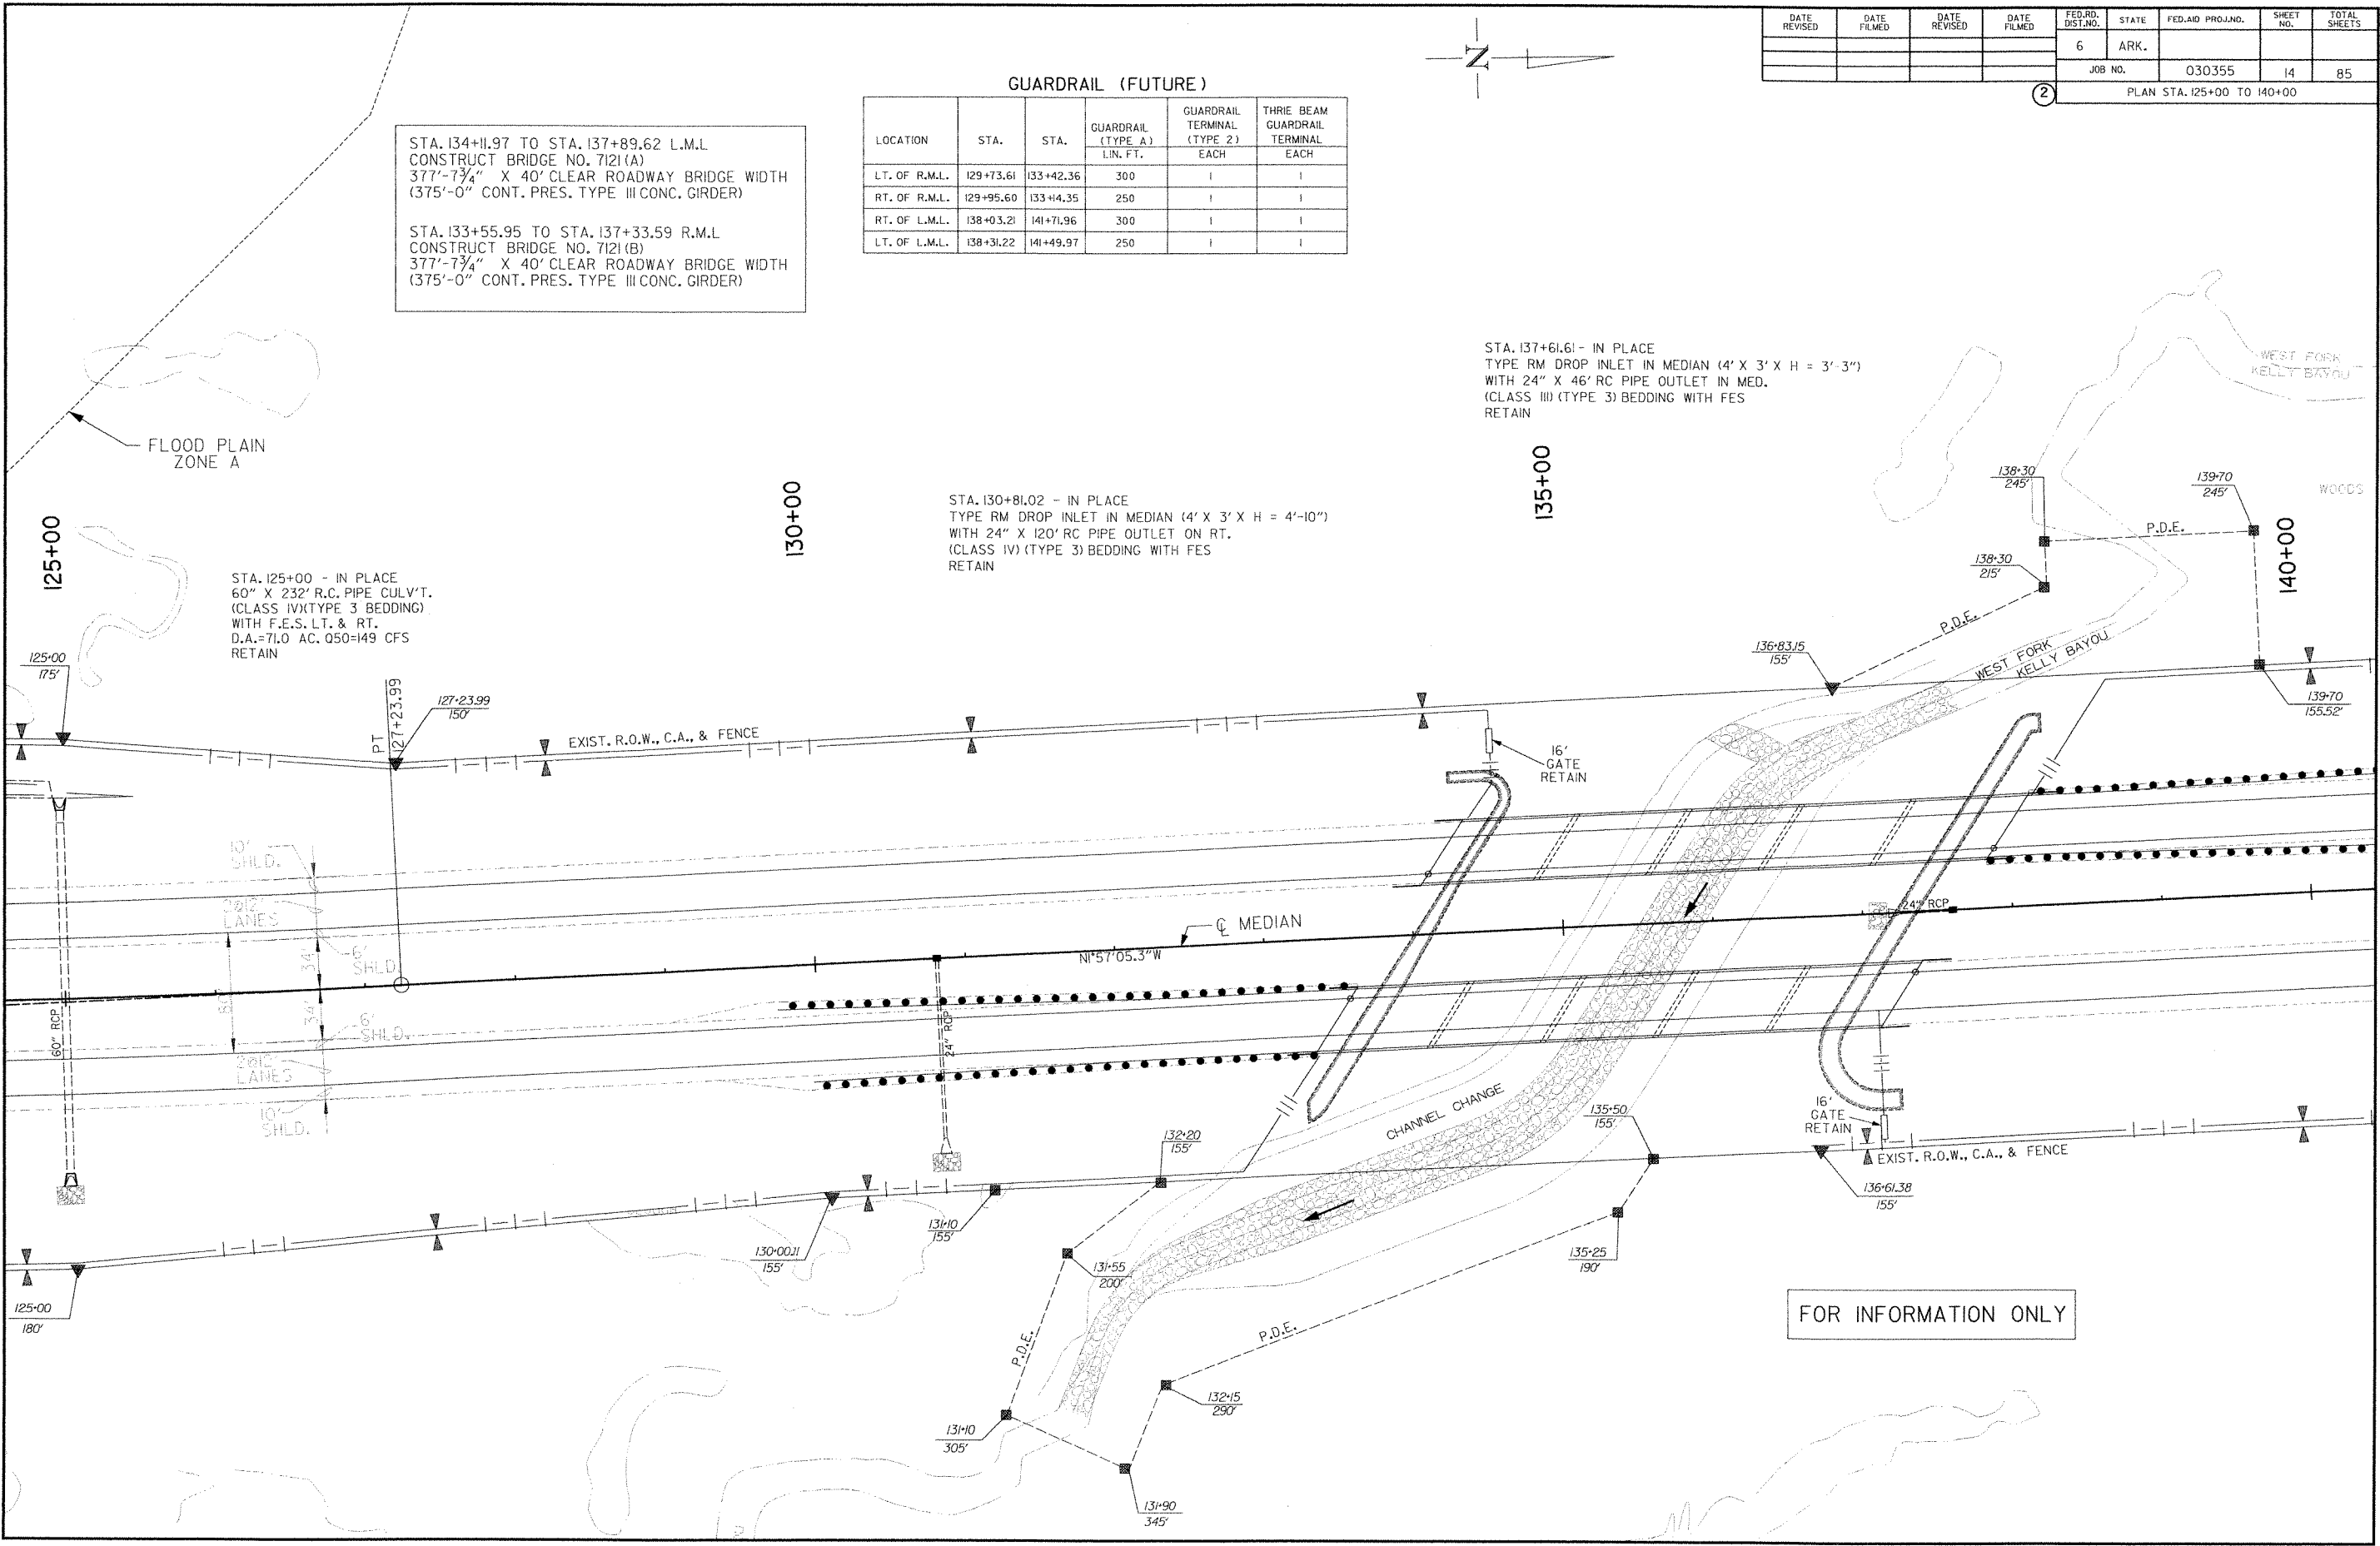 DATE REVISED
DATE FILMED
DATE REVISED
DATE FILMED
FED.RD. DIST.NO.
STATE
FED.AID PROJ.NO.
SHEET NO.
TOTAL SHEETS
6
ARK.
JOB NO.
030355
14
85
2
PLAN STA. 125+00 TO 140+00
N
GUARDRAIL (FUTURE)
LOCATION
STA.
STA.
GUARDRAIL (TYPE A)
GUARDRAIL TERMINAL (TYPE 2)
THRIE BEAM GUARDRAIL TERMINAL
LIN. FT.
EACH
EACH
LT. OF R.M.L. 129+73.61 133+42.36 300 1 1
RT. OF R.M.L. 129+95.60 133+14.35 250 1 1
RT. OF L.M.L. 138+03.21 141+71.96 300 1 1
LT. OF L.M.L. 138+31.22 141+49.97 250 1 1
STA. 134+11.97 TO STA. 137+89.62 L.M.L
CONSTRUCT BRIDGE NO. 7121 (A)
377'-7¾" X 40' CLEAR ROADWAY BRIDGE WIDTH
(375'-0" CONT. PRES. TYPE III CONC. GIRDER)
STA. 133+55.95 TO STA. 137+33.59 R.M.L
CONSTRUCT BRIDGE NO. 7121 (B)
377'-7¾" X 40' CLEAR ROADWAY BRIDGE WIDTH
(375'-0" CONT. PRES. TYPE III CONC. GIRDER)
STA. 137+61.61 - IN PLACE
TYPE RM DROP INLET IN MEDIAN (4' X 3' X H = 3'-3")
WITH 24" X 46' RC PIPE OUTLET IN MED.
(CLASS III) (TYPE 3) BEDDING WITH FES
RETAIN
WEST FORK
KELLY BAYOU
FLOOD PLAIN
ZONE A
WOODS
125+00
130+00
135+00
140+00
STA. 130+81.02 - IN PLACE
TYPE RM DROP INLET IN MEDIAN (4' X 3' X H = 4'-10")
WITH 24" X 120' RC PIPE OUTLET ON RT.
(CLASS IV) (TYPE 3) BEDDING WITH FES
RETAIN
STA. 125+00 - IN PLACE
60" X 232' R.C. PIPE CULV'T.
(CLASS IV)(TYPE 3 BEDDING)
WITH F.E.S. LT. & RT.
D.A.=71.0 AC. Q50=149 CFS
RETAIN
138+30
245'
139+70
245'
P.D.E.
138+30
215'
P.D.E.
136+83.15
155'
WEST FORK
KELLY BAYOU
139+70
155.52'
125+00
175'
PT
127+23.99
127+23.99
150'
EXIST. R.O.W., C.A., & FENCE
16'
GATE
RETAIN
10'
SHLD.
2@12'
LANES
6'
SHLD.
34'
34'
6'
SHLD.
2@12'
LANES
10'
SHLD.
60" RCP
24" RCP
24" RCP
℄ MEDIAN
N1°57'05.3"W
CHANNEL CHANGE
16'
GATE
RETAIN
EXIST. R.O.W., C.A., & FENCE
132+20
155'
135+50
155'
136+61.38
155'
131+10
155'
130+00.11
155'
131+55
200'
135+25
190'
125+00
180'
P.D.E.
P.D.E.
132+15
290'
131+10
305'
131+90
345'
FOR INFORMATION ONLY